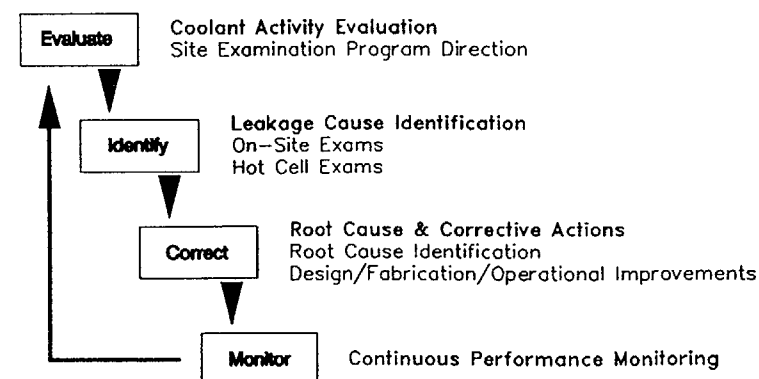 Evaluate
Coolant Activity Evaluation
Site Examination Program Direction
Identify
Leakage Cause Identification
On-Site Exams
Hot Cell Exams
Correct
Root Cause & Corrective Actions
Root Cause Identification
Design/Fabrication/Operational Improvements
Monitor
Continuous Performance Monitoring